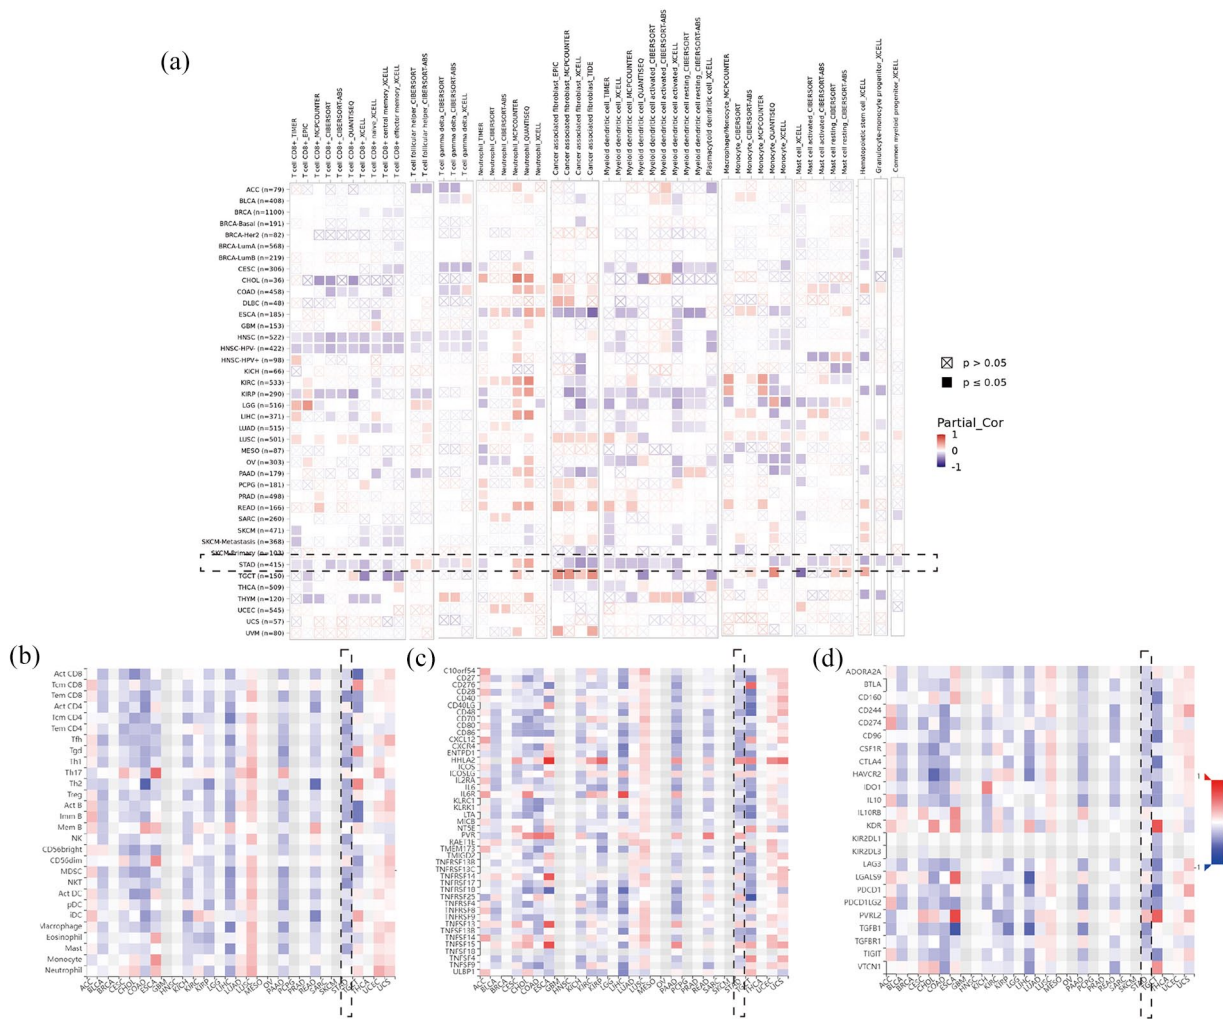 (a)
T cell CD8+_TIMER
T cell CD8+_EPIC
T cell CD8+_MCPCOUNTER
T cell CD8+_CIBERSORT
T cell CD8+_CIBERSORT-ABS
T cell CD8+_QUANTISEQ
T cell CD8+_XCELL
T cell CD8+ naive_XCELL
T cell CD8+ central memory_XCELL
T cell CD8+ effector memory_XCELL
T cell follicular helper_CIBERSORT
T cell follicular helper_CIBERSORT-ABS
T cell gamma delta_CIBERSORT
T cell gamma delta_CIBERSORT-ABS
T cell gamma delta_XCELL
Neutrophil_TIMER
Neutrophil_CIBERSORT
Neutrophil_CIBERSORT-ABS
Neutrophil_MCPCOUNTER
Neutrophil_QUANTISEQ
Neutrophil_XCELL
Cancer associated fibroblast_EPIC
Cancer associated fibroblast_MCPCOUNTER
Cancer associated fibroblast_XCELL
Cancer associated fibroblast_TIDE
Myeloid dendritic cell_TIMER
Myeloid dendritic cell_XCELL
Myeloid dendritic cell_MCPCOUNTER
Myeloid dendritic cell_QUANTISEQ
Myeloid dendritic cell activated_CIBERSORT
Myeloid dendritic cell activated_CIBERSORT-ABS
Myeloid dendritic cell activated_XCELL
Myeloid dendritic cell resting_CIBERSORT
Myeloid dendritic cell resting_CIBERSORT-ABS
Plasmacytoid dendritic cell_XCELL
Macrophage/Monocyte_MCPCOUNTER
Monocyte_CIBERSORT
Monocyte_CIBERSORT-ABS
Monocyte_MCPCOUNTER
Monocyte_QUANTISEQ
Monocyte_XCELL
Mast cell_XCELL
Mast cell activated_CIBERSORT
Mast cell activated_CIBERSORT-ABS
Mast cell resting_CIBERSORT
Mast cell resting_CIBERSORT-ABS
Hematopoietic stem cell_XCELL
Granulocyte-monocyte progenitor_XCELL
Common myeloid progenitor_XCELL
ACC (n=79)
BLCA (n=408)
BRCA (n=1100)
BRCA-Basal (n=191)
BRCA-Her2 (n=82)
BRCA-LumA (n=568)
BRCA-LumB (n=219)
CESC (n=306)
CHOL (n=36)
COAD (n=458)
DLBC (n=48)
ESCA (n=185)
GBM (n=153)
HNSC (n=522)
HNSC-HPV- (n=422)
HNSC-HPV+ (n=98)
KICH (n=66)
KIRC (n=533)
KIRP (n=290)
LGG (n=516)
LIHC (n=371)
LUAD (n=515)
LUSC (n=501)
MESO (n=87)
OV (n=303)
PAAD (n=179)
PCPG (n=181)
PRAD (n=498)
READ (n=166)
SARC (n=260)
SKCM (n=471)
SKCM-Metastasis (n=368)
SKCM-Primary (n=103)
STAD (n=415)
TGCT (n=150)
THCA (n=509)
THYM (n=120)
UCEC (n=545)
UCS (n=57)
UVM (n=80)
p > 0.05
p ≤ 0.05
Partial_Cor
1
0
-1
(b)
Act CD8
Tcm CD8
Tem CD8
Act CD4
Tcm CD4
Tem CD4
Tfh
Tgd
Th1
Th17
Th2
Treg
Act B
Imm B
Mem B
NK
CD56bright
CD56dim
MDSC
NKT
Act DC
pDC
iDC
Macrophage
Eosinophil
Mast
Monocyte
Neutrophil
(c)
C10orf54
CD27
CD276
CD28
CD40
CD40LG
CD48
CD70
CD80
CD86
CXCL12
CXCR4
ENTPD1
HHLA2
ICOS
ICOSLG
IL2RA
IL6
IL6R
KLRC1
KLRK1
LTA
MICB
NT5E
PVR
RAET1E
TMEM173
TMIGD2
TNFRSF13B
TNFRSF13C
TNFRSF14
TNFRSF17
TNFRSF18
TNFRSF25
TNFRSF4
TNFRSF8
TNFRSF9
TNFSF13
TNFSF13B
TNFSF14
TNFSF15
TNFSF18
TNFSF4
TNFSF9
ULBP1
(d)
ADORA2A
BTLA
CD160
CD244
CD274
CD96
CSF1R
CTLA4
HAVCR2
IDO1
IL10
IL10RB
KDR
KIR2DL1
KIR2DL3
LAG3
LGALS9
PDCD1
PDCD1LG2
PVRL2
TGFB1
TGFBR1
TIGIT
VTCN1
1
-1